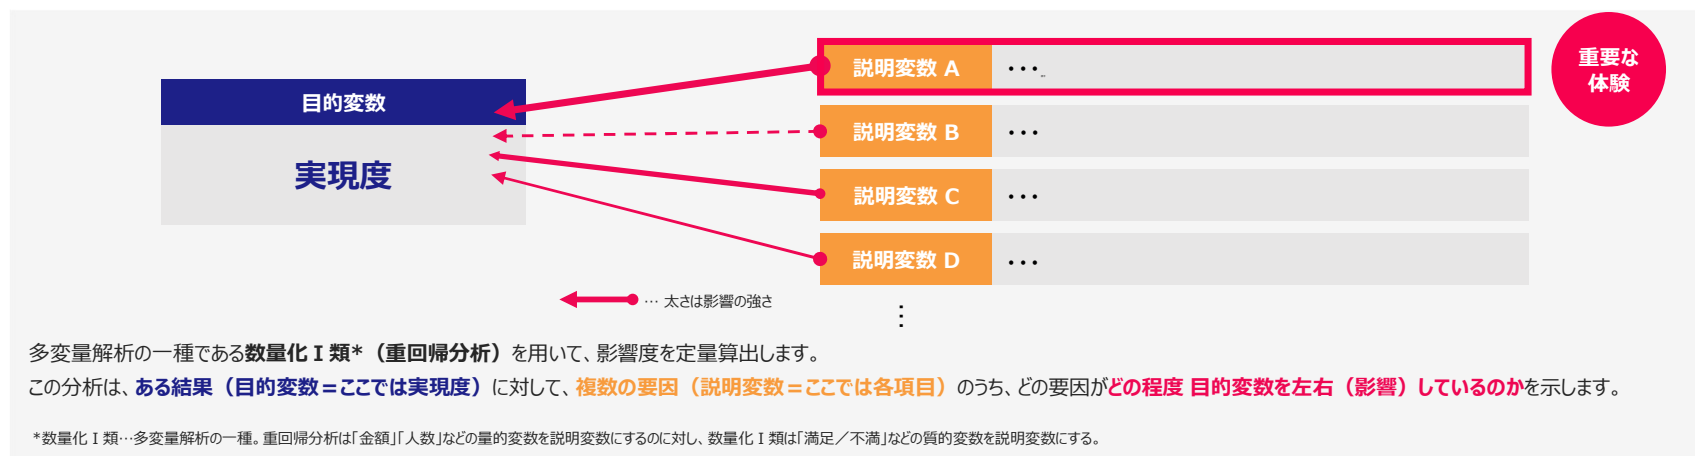 重要な
体験
説明変数 A ・・・
目的変数
説明変数 B ・・・
実現度
説明変数 C ・・・
説明変数 D ・・・
… 太さは影響の強さ
⋮
多変量解析の一種である数量化Ⅰ類*（重回帰分析）を用いて、影響度を定量算出します。
この分析は、ある結果（目的変数＝ここでは実現度）に対して、複数の要因（説明変数＝ここでは各項目）のうち、どの要因がどの程度 目的変数を左右（影響）しているのかを示します。
*数量化Ⅰ類…多変量解析の一種。重回帰分析は「金額」「人数」などの量的変数を説明変数にするのに対し、数量化Ⅰ類は「満足／不満」などの質的変数を説明変数にする。